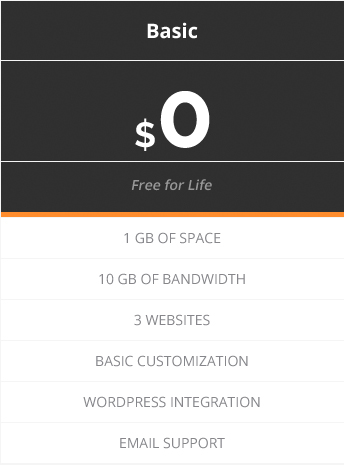 Basic
$0
Free for Life
1 GB OF SPACE
10 GB OF BANDWIDTH
3 WEBSITES
BASIC CUSTOMIZATION
WORDPRESS INTEGRATION
EMAIL SUPPORT